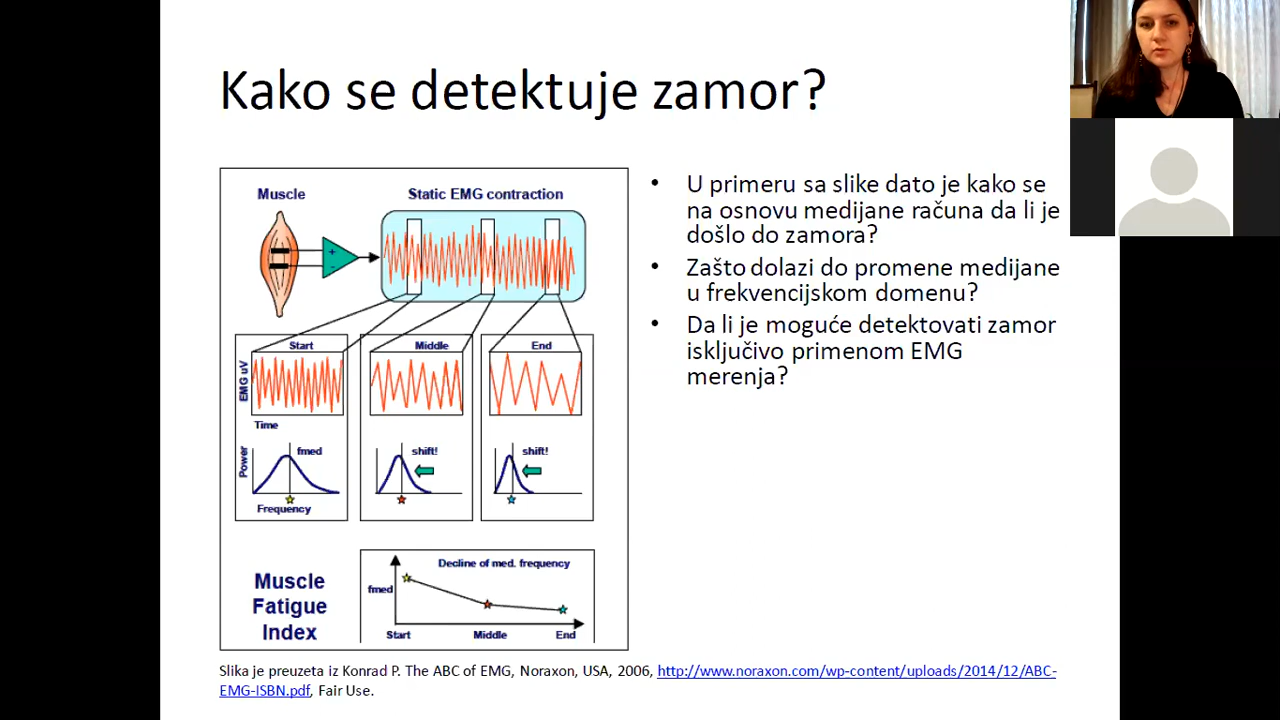 Kako se detektuje zamor?
Muscle
Static EMG contraction
+
-
Start
Middle
End
EMG uV
Time
Power
fmed
shift!
shift!
Frequency
Muscle
Fatigue
Index
Decline of med. frequency
fmed
Start
Middle
End
• U primeru sa slike dato je kako se
na osnovu medijane računa da li je
došlo do zamora?
• Zašto dolazi do promene medijane
u frekvencijskom domenu?
• Da li je moguće detektovati zamor
isključivo primenom EMG
merenja?
Slika je preuzeta iz Konrad P. The ABC of EMG, Noraxon, USA, 2006, http://www.noraxon.com/wp-content/uploads/2014/12/ABC-
EMG-ISBN.pdf, Fair Use.